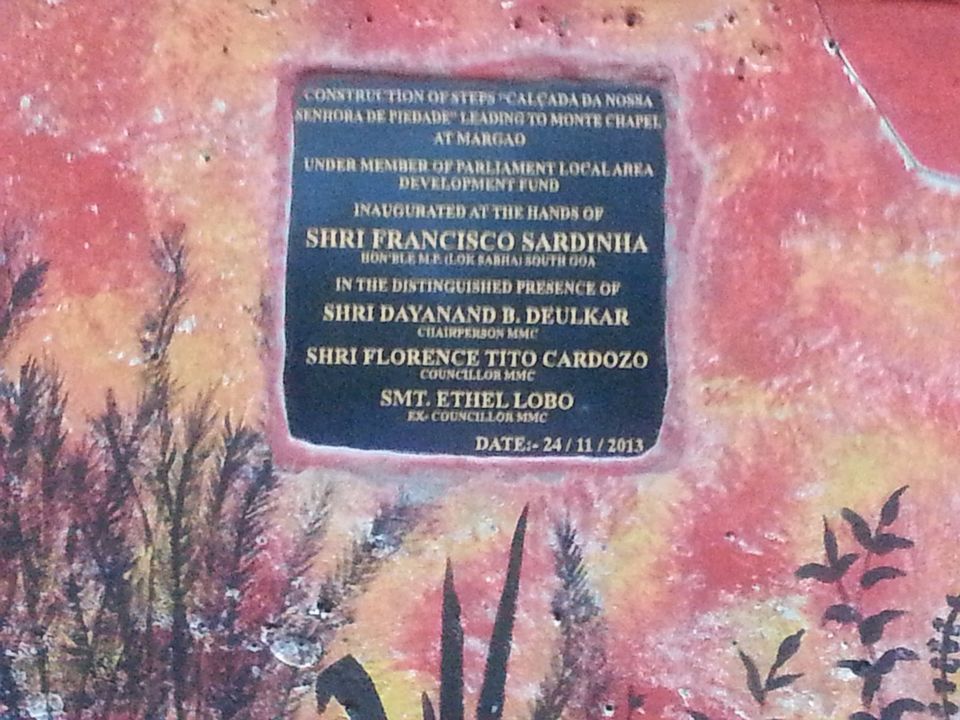 CONSTRUCTION OF STEPS "CALÇADA DA NOSSA
SENHORA DE PIEDADE" LEADING TO MONTE CHAPEL
AT MARGAO
UNDER MEMBER OF PARLIAMENT LOCAL AREA
DEVELOPMENT FUND
INAUGURATED AT THE HANDS OF
SHRI FRANCISCO SARDINHA
HON'BLE M.P. (LOK SABHA) SOUTH GOA
IN THE DISTINGUISHED PRESENCE OF
SHRI DAYANAND B. DEULKAR
CHAIRPERSON MMC
SHRI FLORENCE TITO CARDOZO
COUNCILLOR MMC
SMT. ETHEL LOBO
EX- COUNCILLOR MMC
DATE:- 24 / 11 / 2013